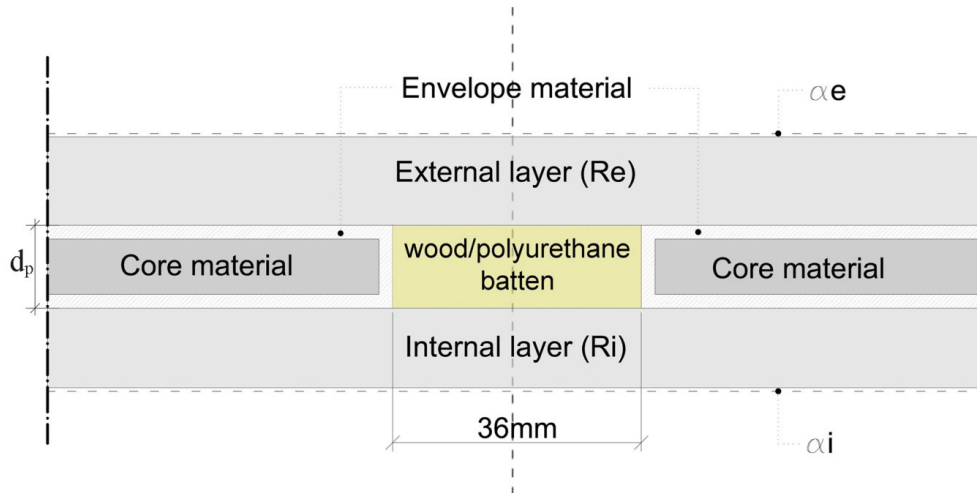 Envelope material
αe
External layer (Re)
dp
Core material
wood/polyurethane
batten
Core material
Internal layer (Ri)
36mm
αi